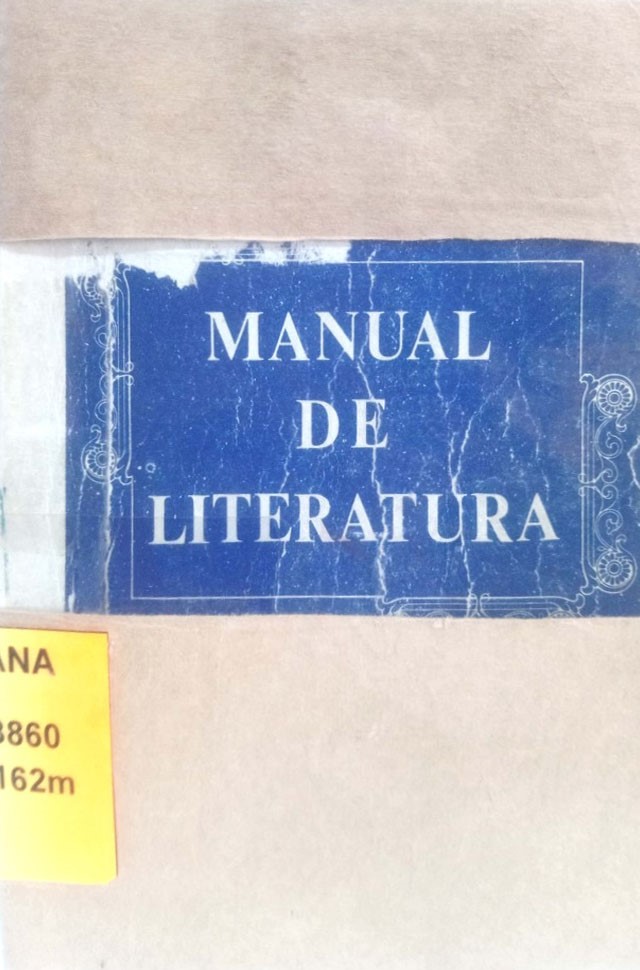 MANUAL
DE
LITERATURA
ANA
3860
162m